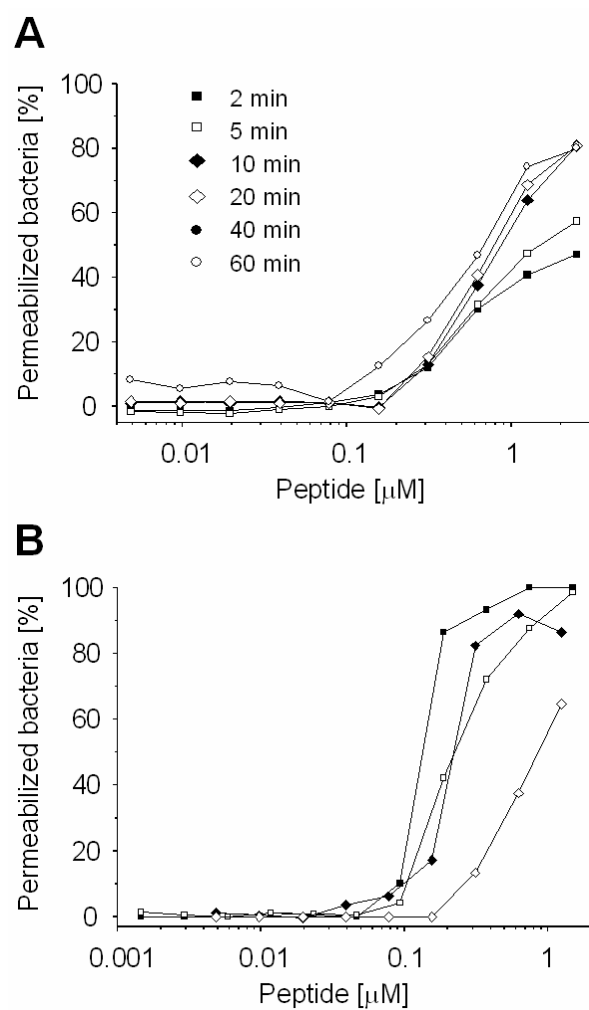 A
Permeabilized bacteria [%]
100
80
60
40
20
0
2 min
5 min
10 min
20 min
40 min
60 min
0.01 0.1 1
Peptide [µM]
B
Permeabilized bacteria [%]
100
80
60
40
20
0
0.001 0.01 0.1 1
Peptide [µM]